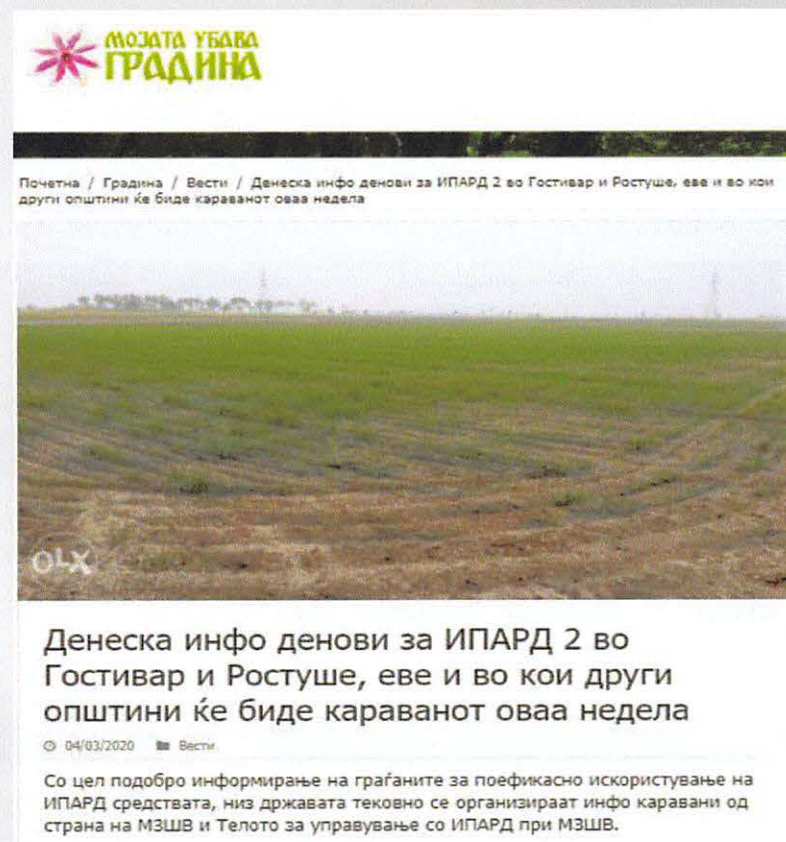 МОЈАТА УБАВА
ГРАДИНА
Почетна / Градина / Вести / Денеска инфо денови за ИПАРД 2 во Гостивар и Ростуше, еве и во кои
други општини ќе биде караванот оваа недела
OLX
Денеска инфо денови за ИПАРД 2 во
Гостивар и Ростуше, еве и во кои други
општини ќе биде караванот оваа недела
04/03/2020 Вести
Со цел подобро информирање на граѓаните за поефикасно искористување на
ИПАРД средствата, низ државата тековно се организираат инфо каравани од
страна на МЗШВ и Телото за управување со ИПАРД при МЗШВ.